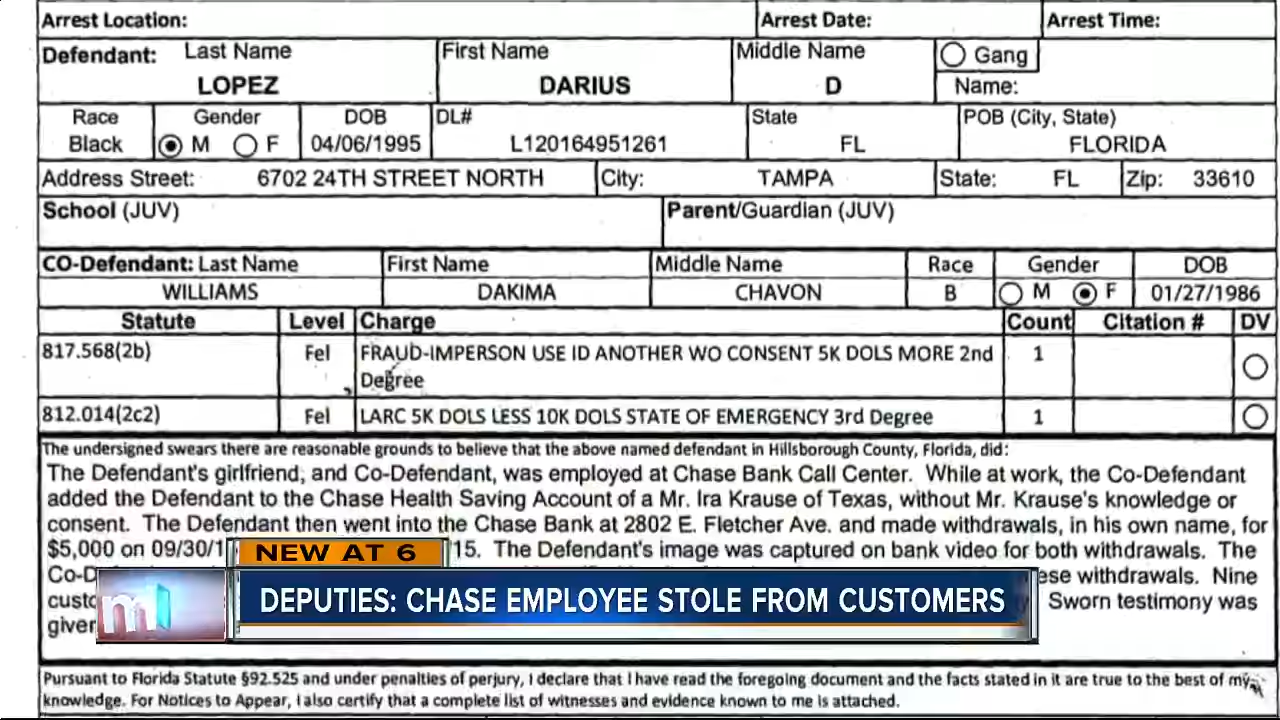 Arrest Location: Arrest Date: Arrest Time:
Defendant: Last Name First Name Middle Name Gang
LOPEZ DARIUS D Name:
Race Gender DOB DL# State POB (City, State)
Black M F 04/06/1995 L120164951261 FL FLORIDA
Address Street: 6702 24TH STREET NORTH City: TAMPA State: FL Zip: 33610
School (JUV) Parent/Guardian (JUV)
CO-Defendant: Last Name First Name Middle Name Race Gender DOB
WILLIAMS DAKIMA CHAVON B M F 01/27/1986
Statute Level Charge Count Citation # DV
817.568(2b) Fel FRAUD-IMPERSON USE ID ANOTHER WO CONSENT 5K DOLS MORE 2nd 1
Degree
812.014(2c2) Fel LARC 5K DOLS LESS 10K DOLS STATE OF EMERGENCY 3rd Degree 1
The undersigned swears there are reasonable grounds to believe that the above named defendant in Hillsborough County, Florida, did:
The Defendant's girlfriend, and Co-Defendant, was employed at Chase Bank Call Center. While at work, the Co-Defendant
added the Defendant to the Chase Health Saving Account of a Mr. Ira Krause of Texas, without Mr. Krause's knowledge or
consent. The Defendant then went into the Chase Bank at 2802 E. Fletcher Ave. and made withdrawals, in his own name, for
$5,000 on 09/30/1 15. The Defendant's image was captured on bank video for both withdrawals. The
NEW AT 6
Co-D ese withdrawals. Nine
DEPUTIES: CHASE EMPLOYEE STOLE FROM CUSTOMERS
custo Sworn testimony was
given
Pursuant to Florida Statute §92.525 and under penalties of perjury, I declare that I have read the foregoing document and the facts stated in it are true to the best of my
knowledge. For Notices to Appear, I also certify that a complete list of witnesses and evidence known to me is attached.